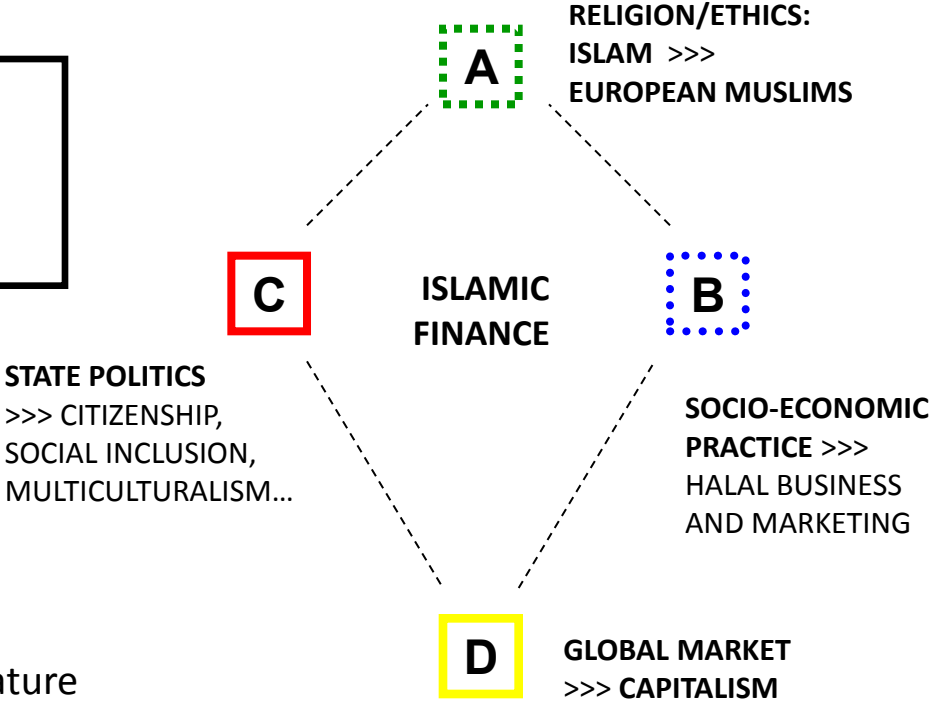 RELIGION/ETHICS:
ISLAM >>>
EUROPEAN MUSLIMS
A
C
ISLAMIC
FINANCE
B
STATE POLITICS
>>> CITIZENSHIP,
SOCIAL INCLUSION,
MULTICULTURALISM…
SOCIO-ECONOMIC
PRACTICE >>>
HALAL BUSINESS
AND MARKETING
D
GLOBAL MARKET
>>> CAPITALISM
ature